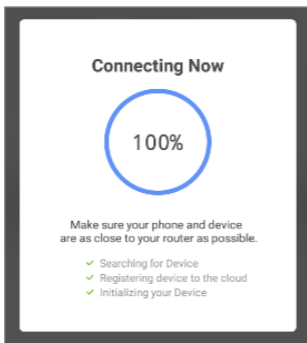 Connecting Now
100%
Make sure your phone and device
are as close to your router as possible.
Searching for Device
Registering device to the cloud
Initializing your Device